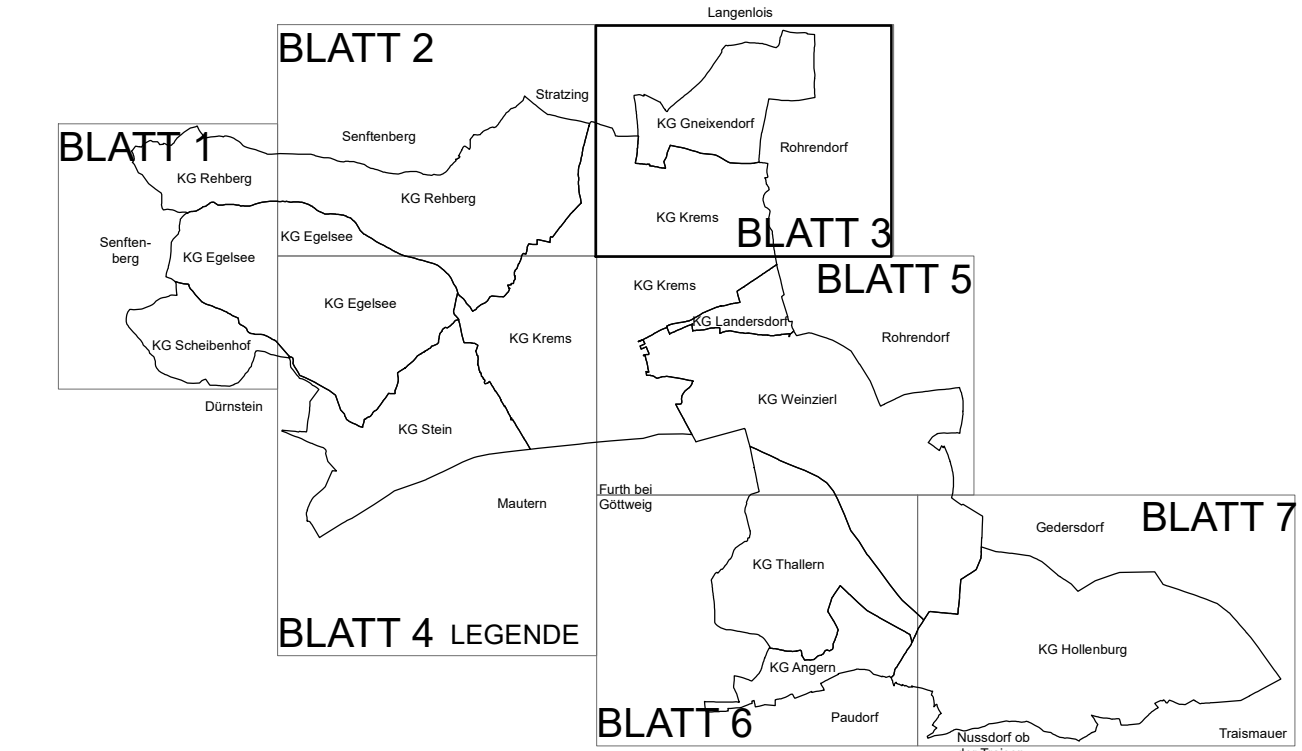 Langenlois
BLATT 2
Stratzing
Senftenberg
KG Gneixendorf
Rohrendorf
BLATT 1
KG Rehberg
KG Rehberg
KG Krems
BLATT 3
KG Egelsee
Senften-
berg
KG Egelsee
KG Krems
BLATT 5
KG Egelsee
KG Landersdorf
KG Krems
Rohrendorf
KG Scheibenhof
Dürnstein
KG Weinzierl
KG Stein
Mautern
Furth bei
Göttweig
BLATT 7
Gedersdorf
KG Thallern
BLATT 4 LEGENDE
KG Hollenburg
KG Angern
BLATT 6
Paudorf
Nussdorf ob
Traismauer